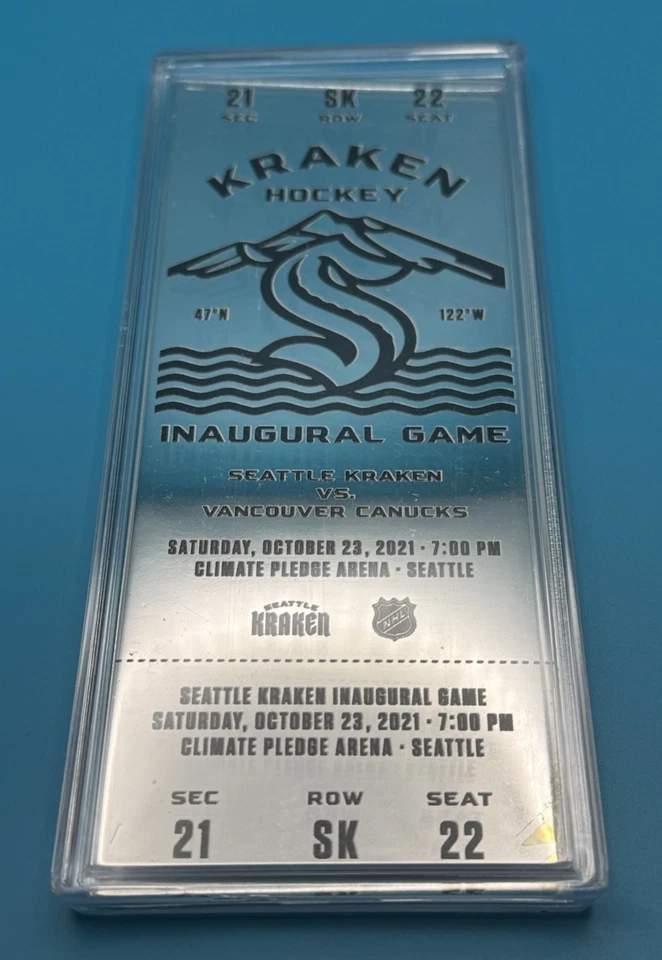 21 SK 22
SEC ROW SEAT
KRAKEN
HOCKEY
47°N 122°W
INAUGURAL GAME
SEATTLE KRAKEN
VS.
VANCOUVER CANUCKS
SATURDAY, OCTOBER 23, 2021 · 7:00 PM
CLIMATE PLEDGE ARENA · SEATTLE
SEATTLE
KRAKEN
NHL
SEATTLE KRAKEN INAUGURAL GAME
SATURDAY, OCTOBER 23, 2021 · 7:00 PM
CLIMATE PLEDGE ARENA · SEATTLE
SEC ROW SEAT
21 SK 22